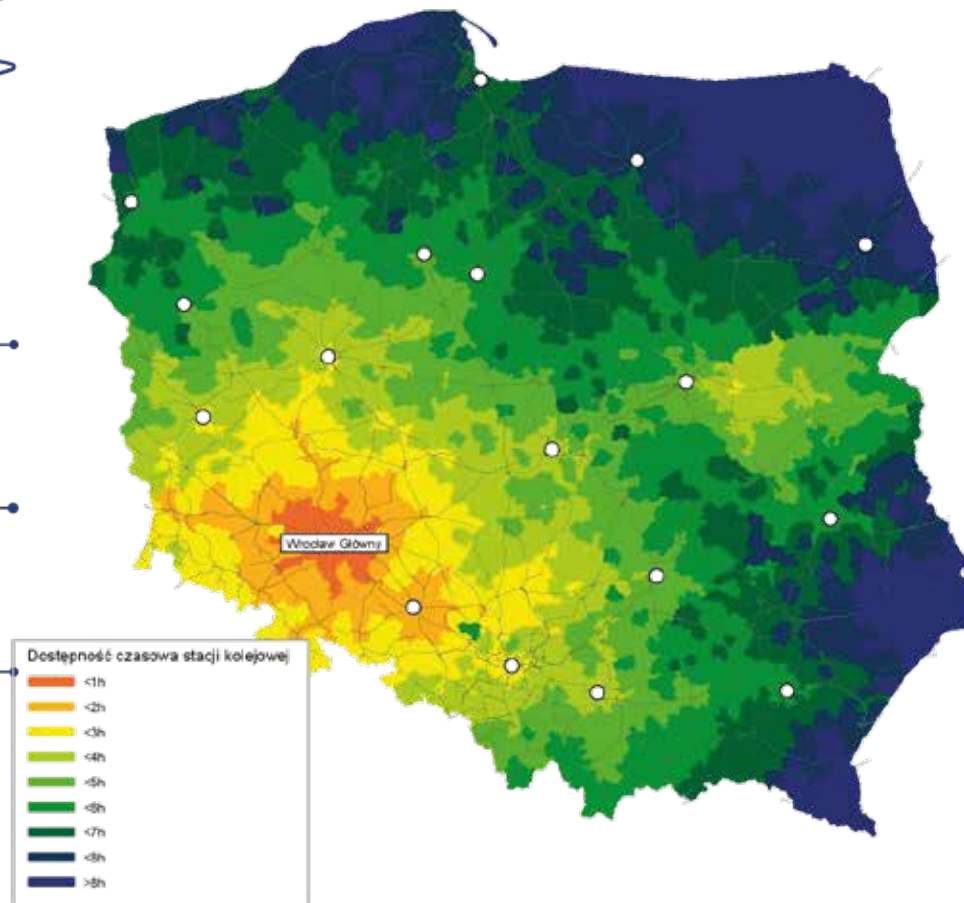 Wrocław Główny
Dostępność czasowa stacji kolejowej
<1h
<2h
<3h
<4h
<5h
<6h
<7h
<8h
>8h